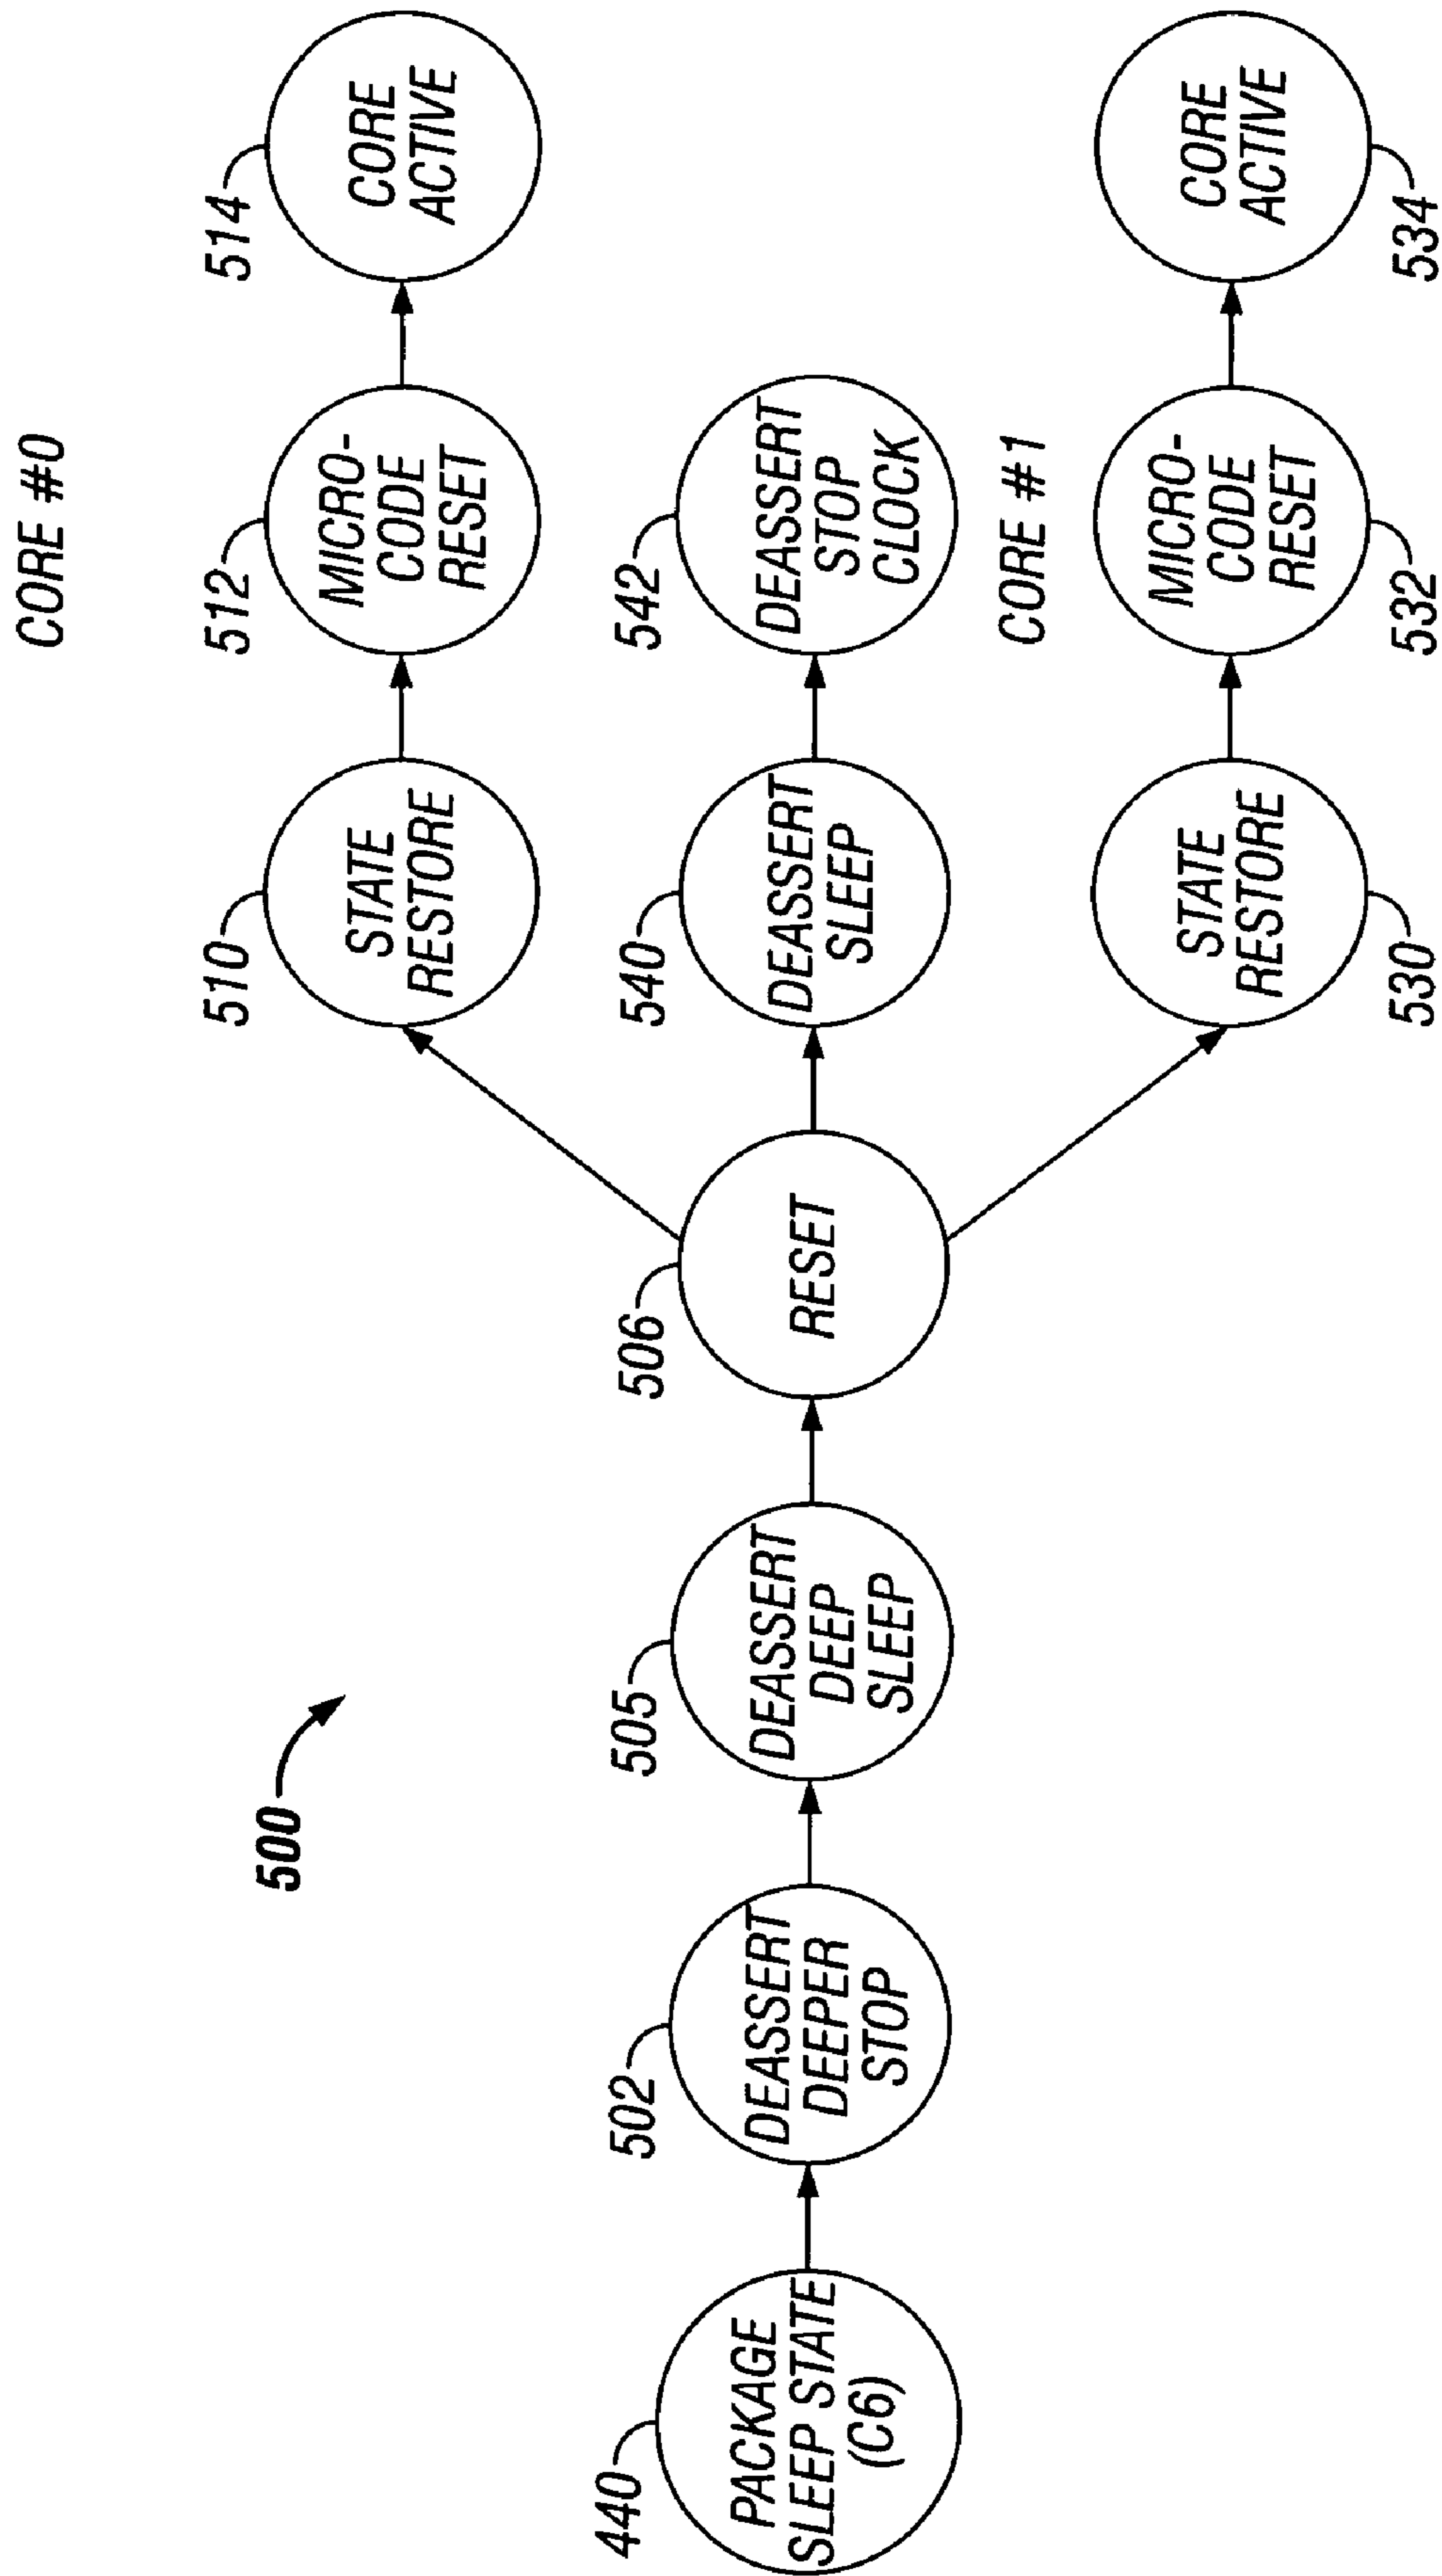 CORE #0
514
CORE
ACTIVE
512
MICRO-
CODE
RESET
510
STATE
RESTORE
500
440
PACKAGE
SLEEP STATE
(C6)
502
DEASSERT
DEEPER
STOP
505
DEASSERT
DEEP
SLEEP
506
RESET
540
DEASSERT
SLEEP
542
DEASSERT
STOP
CLOCK
CORE #1
530
STATE
RESTORE
532
MICRO-
CODE
RESET
534
CORE
ACTIVE